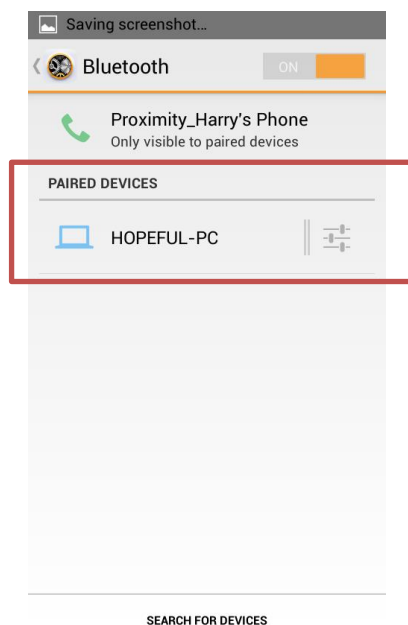 Saving screenshot...
Bluetooth
ON
Proximity_Harry's Phone
Only visible to paired devices
PAIRED DEVICES
HOPEFUL-PC
SEARCH FOR DEVICES